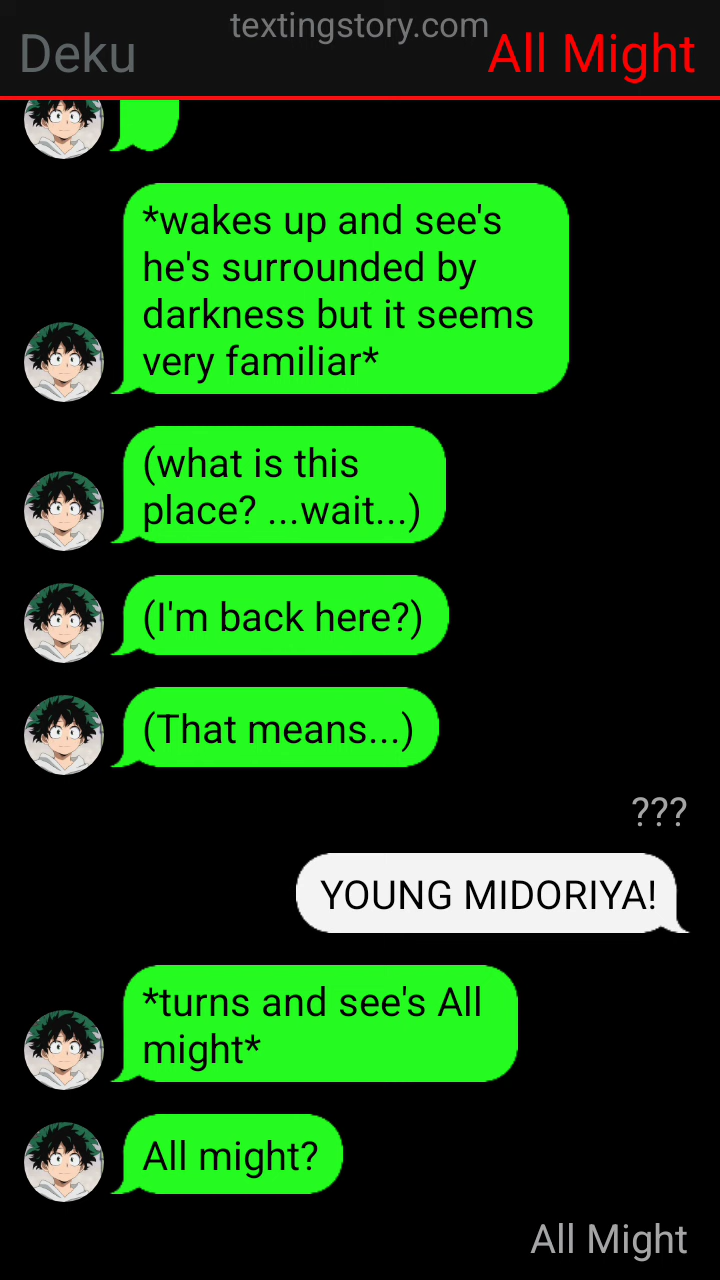 textingstory.com
Deku
All Might
*wakes up and see's
he's surrounded by
darkness but it seems
very familiar*
(what is this
place? ...wait...)
(I'm back here?)
(That means...)
???
YOUNG MIDORIYA!
*turns and see's All
might*
All might?
All Might